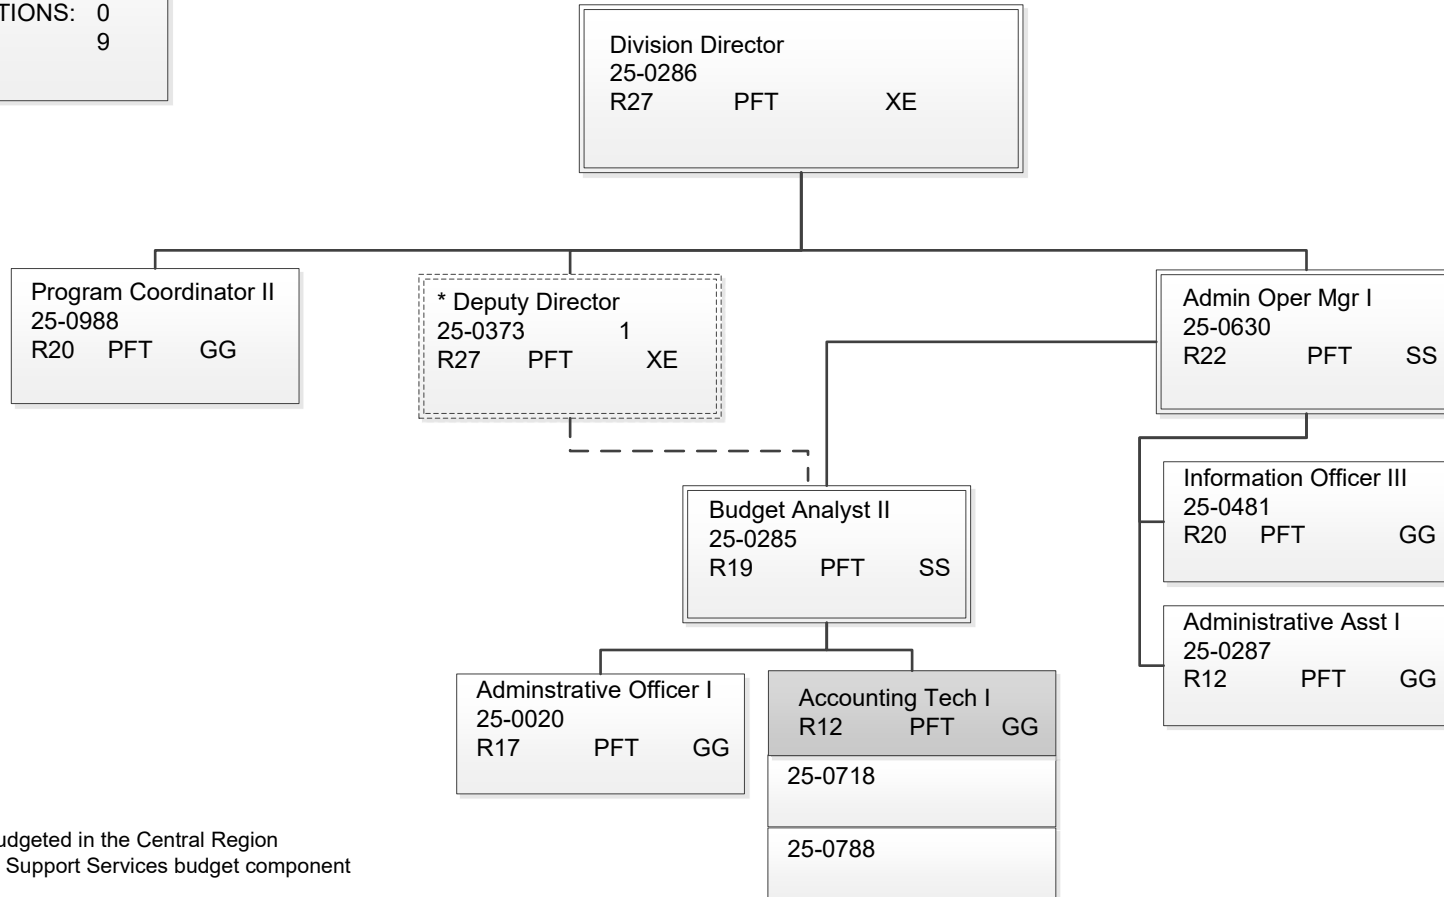 0
9
Division Director
25-0286
R27 PFT XE
Program Coordinator II
25-0988
R20 PFT GG
* Deputy Director
25-0373 1
R27 PFT XE
Admin Oper Mgr I
25-0630
R22 PFT SS
Information Officer III
25-0481
R20 PFT GG
Budget Analyst II
25-0285
R19 PFT SS
Administrative Asst I
25-0287
R12 PFT GG
Adminstrative Officer I
25-0020
R17 PFT GG
Accounting Tech I
R12 PFT GG
25-0718
25-0788
in the Central Region
Support Services budget component